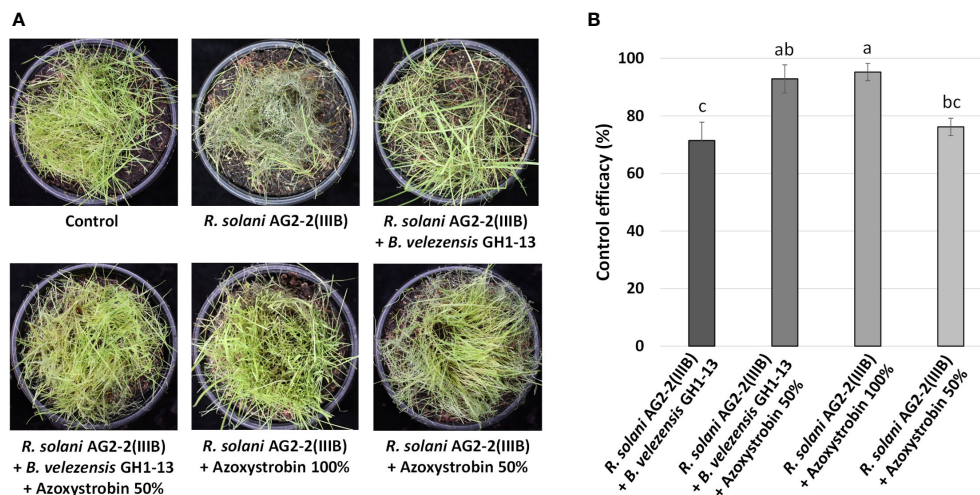 A
Control
R. solani AG2-2(IIIB)
R. solani AG2-2(IIIB)
+ B. velezensis GH1-13
R. solani AG2-2(IIIB)
+ B. velezensis GH1-13
+ Azoxystrobin 50%
R. solani AG2-2(IIIB)
+ Azoxystrobin 100%
R. solani AG2-2(IIIB)
+ Azoxystrobin 50%
B
Control efficacy (%)
100
80
60
40
20
0
c
ab
a
bc
R. solani AG2-2(IIIB)
+ B. velezensis GH1-13
R. solani AG2-2(IIIB)
+ B. velezensis GH1-13
+ Azoxystrobin 50%
R. solani AG2-2(IIIB)
+ Azoxystrobin 100%
R. solani AG2-2(IIIB)
+ Azoxystrobin 50%